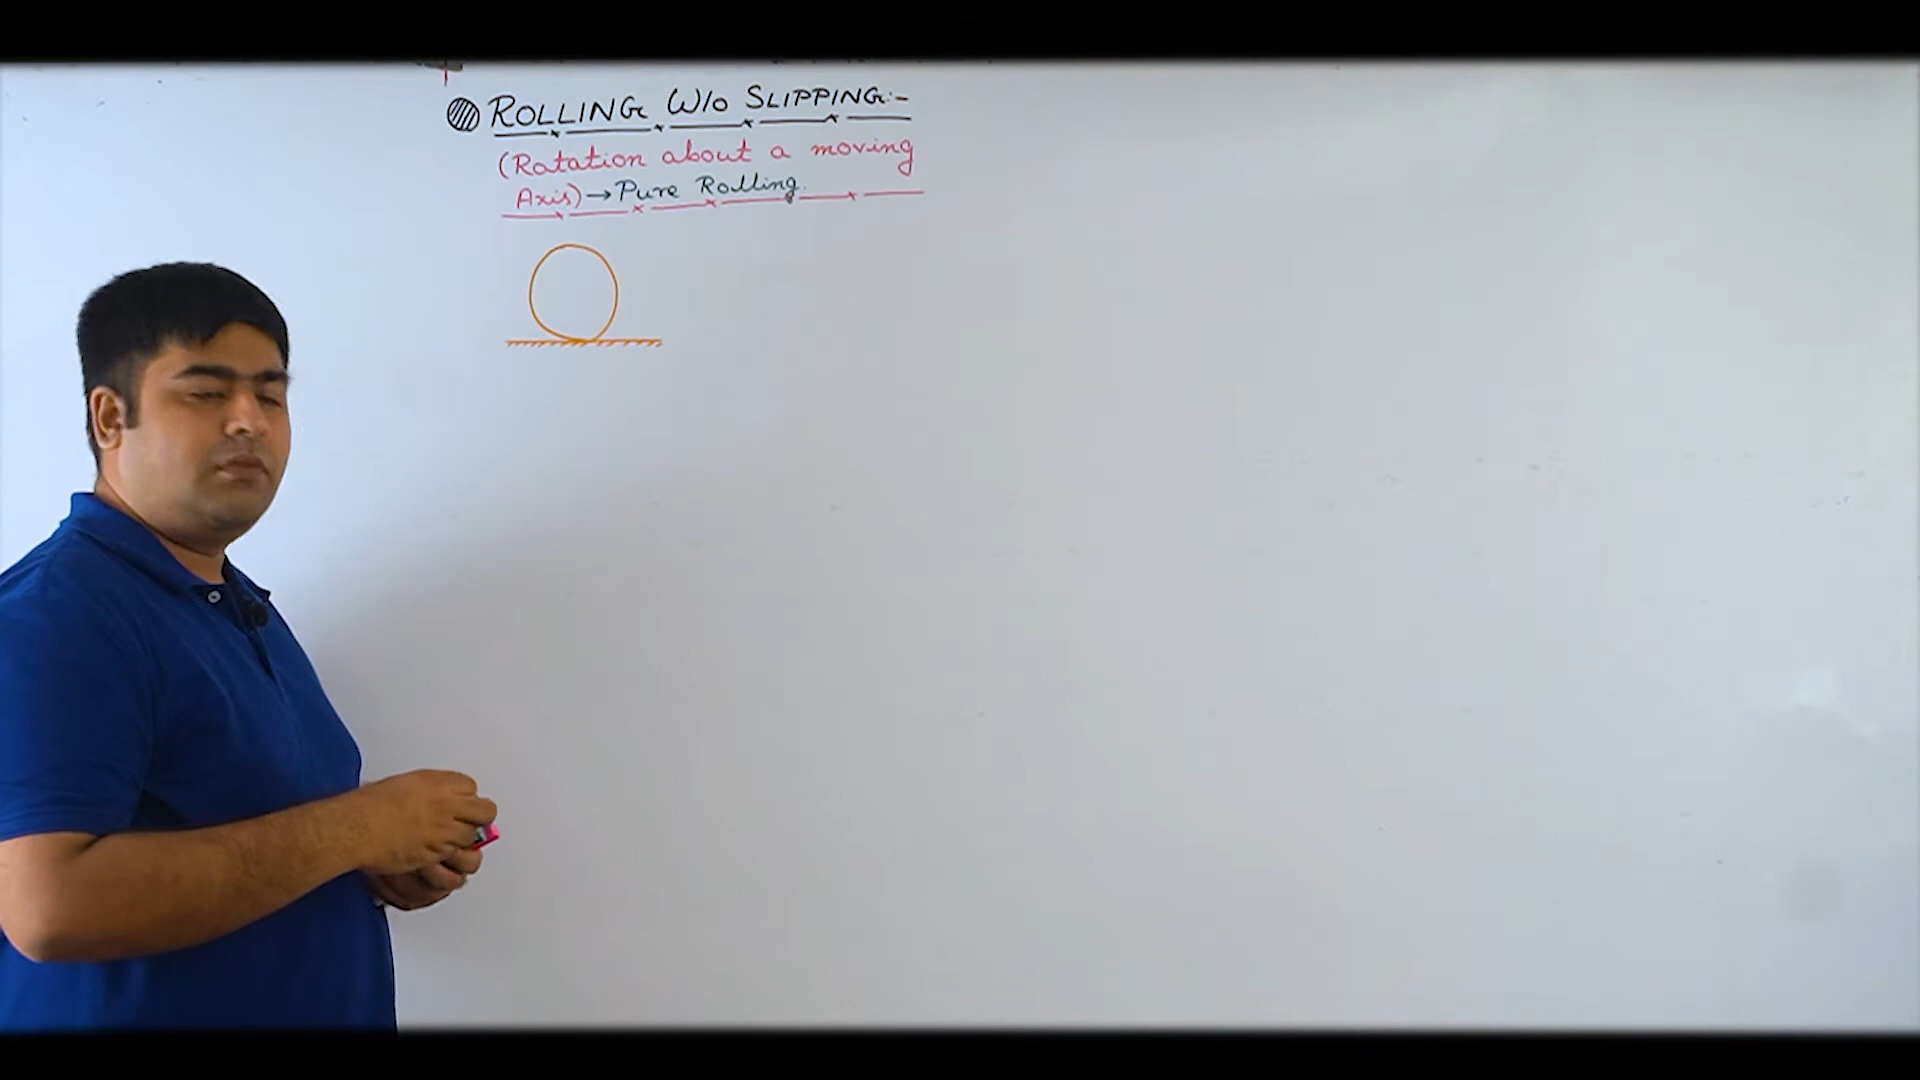 ROLLING W/o SLIPPING:-
(Rotation about a moving
Axis)→Pure Rolling.